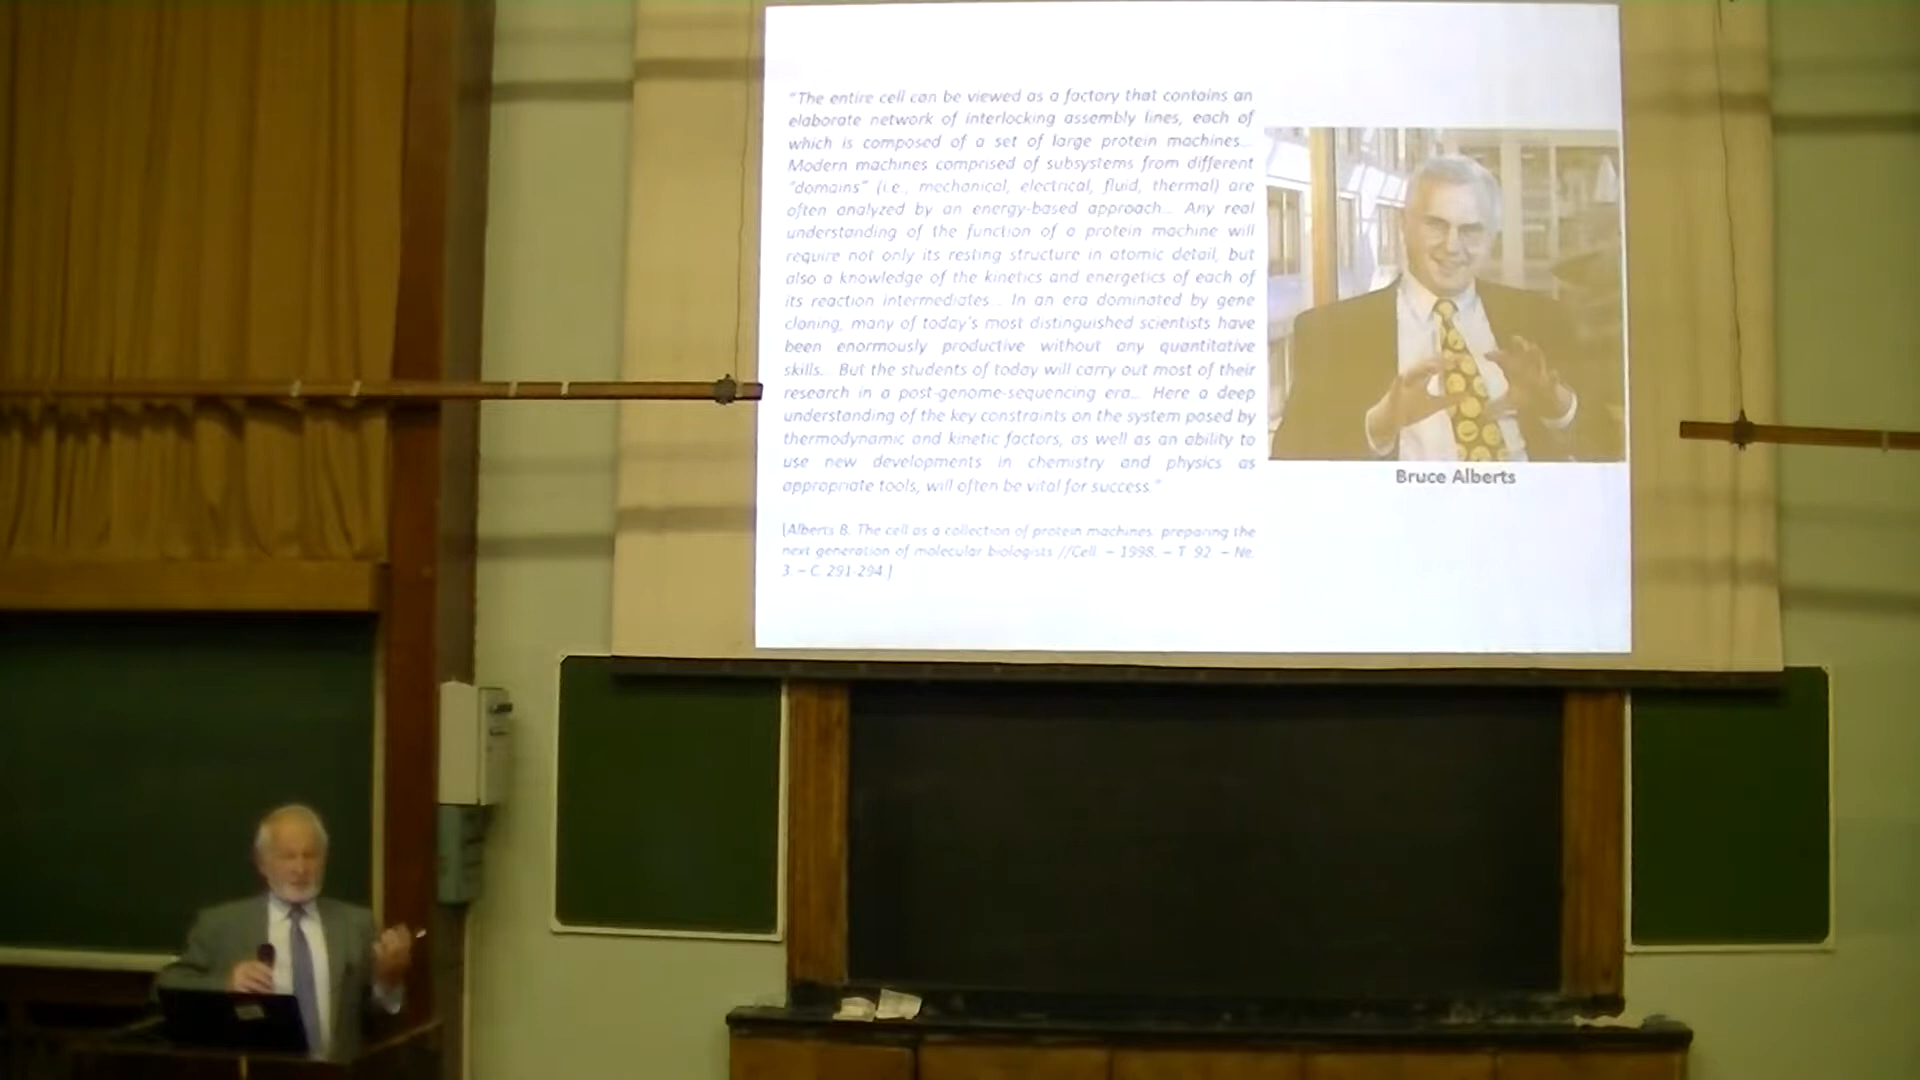 "The entire cell can be viewed as a factory that contains an
elaborate network of interlocking assembly lines, each of
which is composed of a set of large protein machines...
Modern machines comprised of subsystems from different
"domains" (i.e., mechanical, electrical, fluid, thermal) are
often analyzed by an energy-based approach... Any real
understanding of the function of a protein machine will
require not only its resting structure in atomic detail, but
also a knowledge of the kinetics and energetics of each of
its reaction intermediates... In an era dominated by gene
cloning, many of today's most distinguished scientists have
been enormously productive without any quantitative
skills... But the students of today will carry out most of their
research in a post-genome-sequencing era... Here a deep
understanding of the key constraints on the system posed by
thermodynamic and kinetic factors, as well as an ability to
use new developments in chemistry and physics as
appropriate tools, will often be vital for success."
[Alberts B. The cell as a collection of protein machines: preparing the
next generation of molecular biologists //Cell. – 1998. – T. 92. – №.
3. – С. 291-294.]
Bruce Alberts